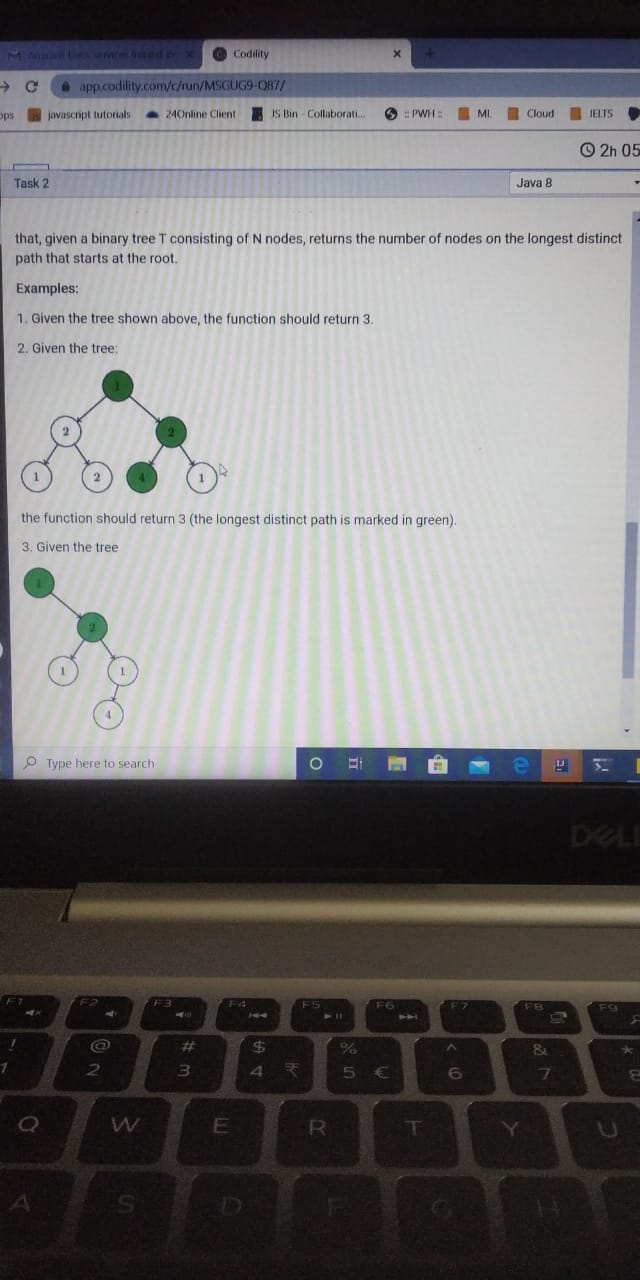 Codility
×
+
app.codility.com/c/run/MSGUG9-Q87/
ops
javascript tutorials
24Online Client
JS Bin - Collaborati...
:: PWH ::
ML
Cloud
IELTS
2h 05
Task 2
Java 8
that, given a binary tree T consisting of N nodes, returns the number of nodes on the longest distinct
path that starts at the root.
Examples:
1. Given the tree shown above, the function should return 3.
2. Given the tree:
1
2 2
1 2 4 1
the function should return 3 (the longest distinct path is marked in green).
3. Given the tree
1
2
1 1
4
Type here to search
DELL
F1 F2 F3 F4 F5 F6 F7 F8 F9
! @ # $ % ^ & *
1 2 3 4 ₹ 5 € 6 7 8
Q W E R T Y U
A S D F G H